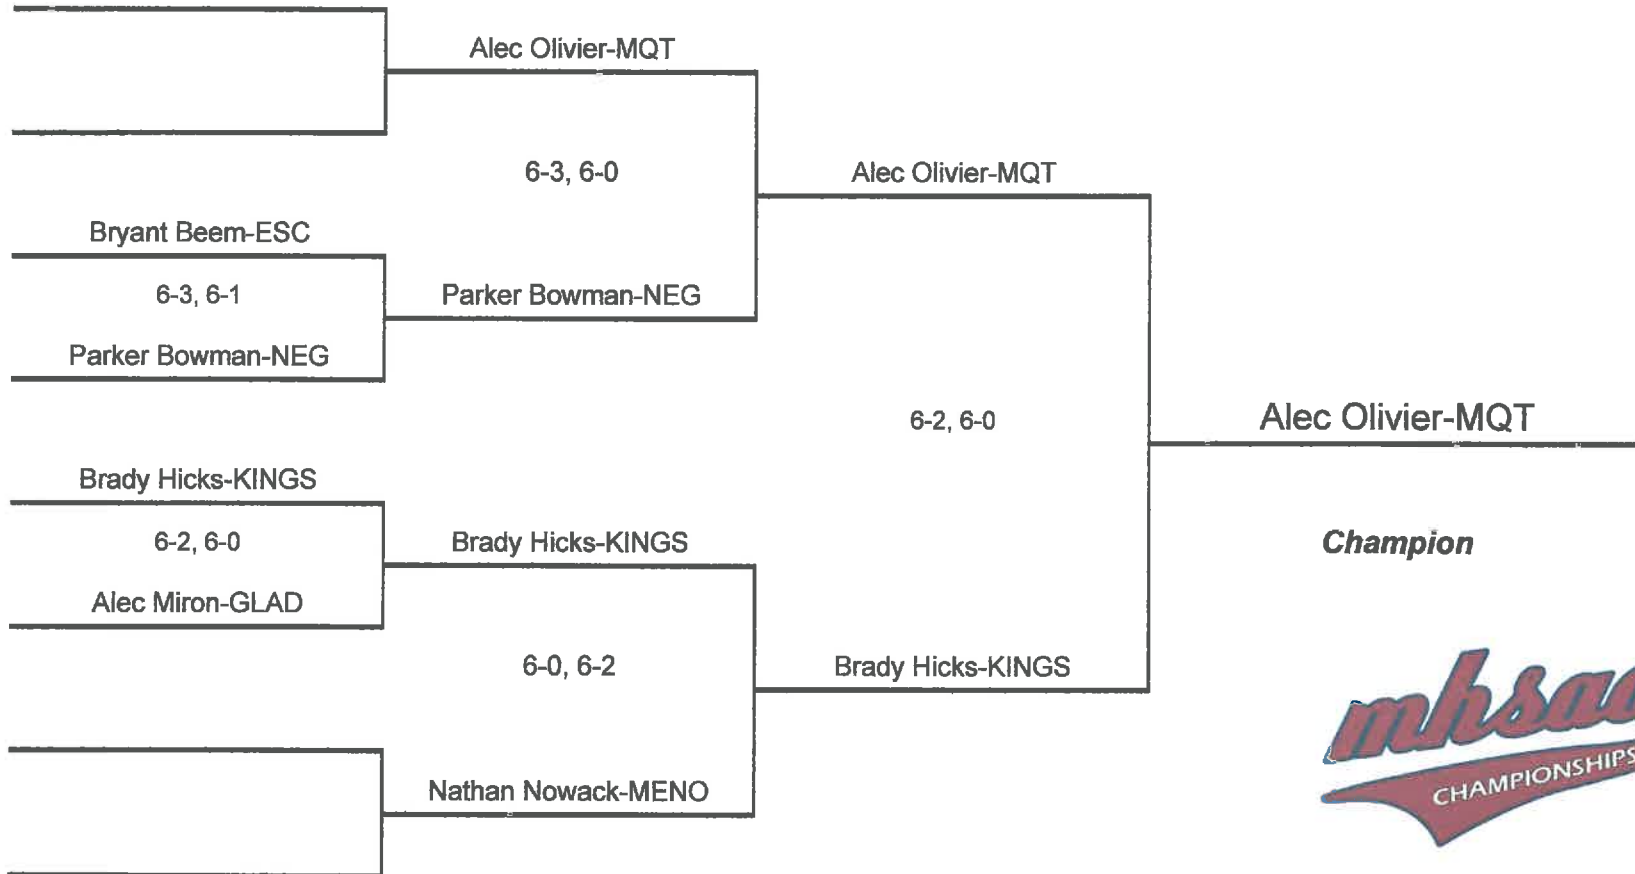 Alec Olivier-MQT
6-3, 6-0
Alec Olivier-MQT
Bryant Beem-ESC
6-3, 6-1
Parker Bowman-NEG
Parker Bowman-NEG
6-2, 6-0
Alec Olivier-MQT
Brady Hicks-KINGS
6-2, 6-0
Brady Hicks-KINGS
Champion
Alec Miron-GLAD
6-0, 6-2
Brady Hicks-KINGS
Nathan Nowack-MENO
mhsaa
CHAMPIONSHIPS